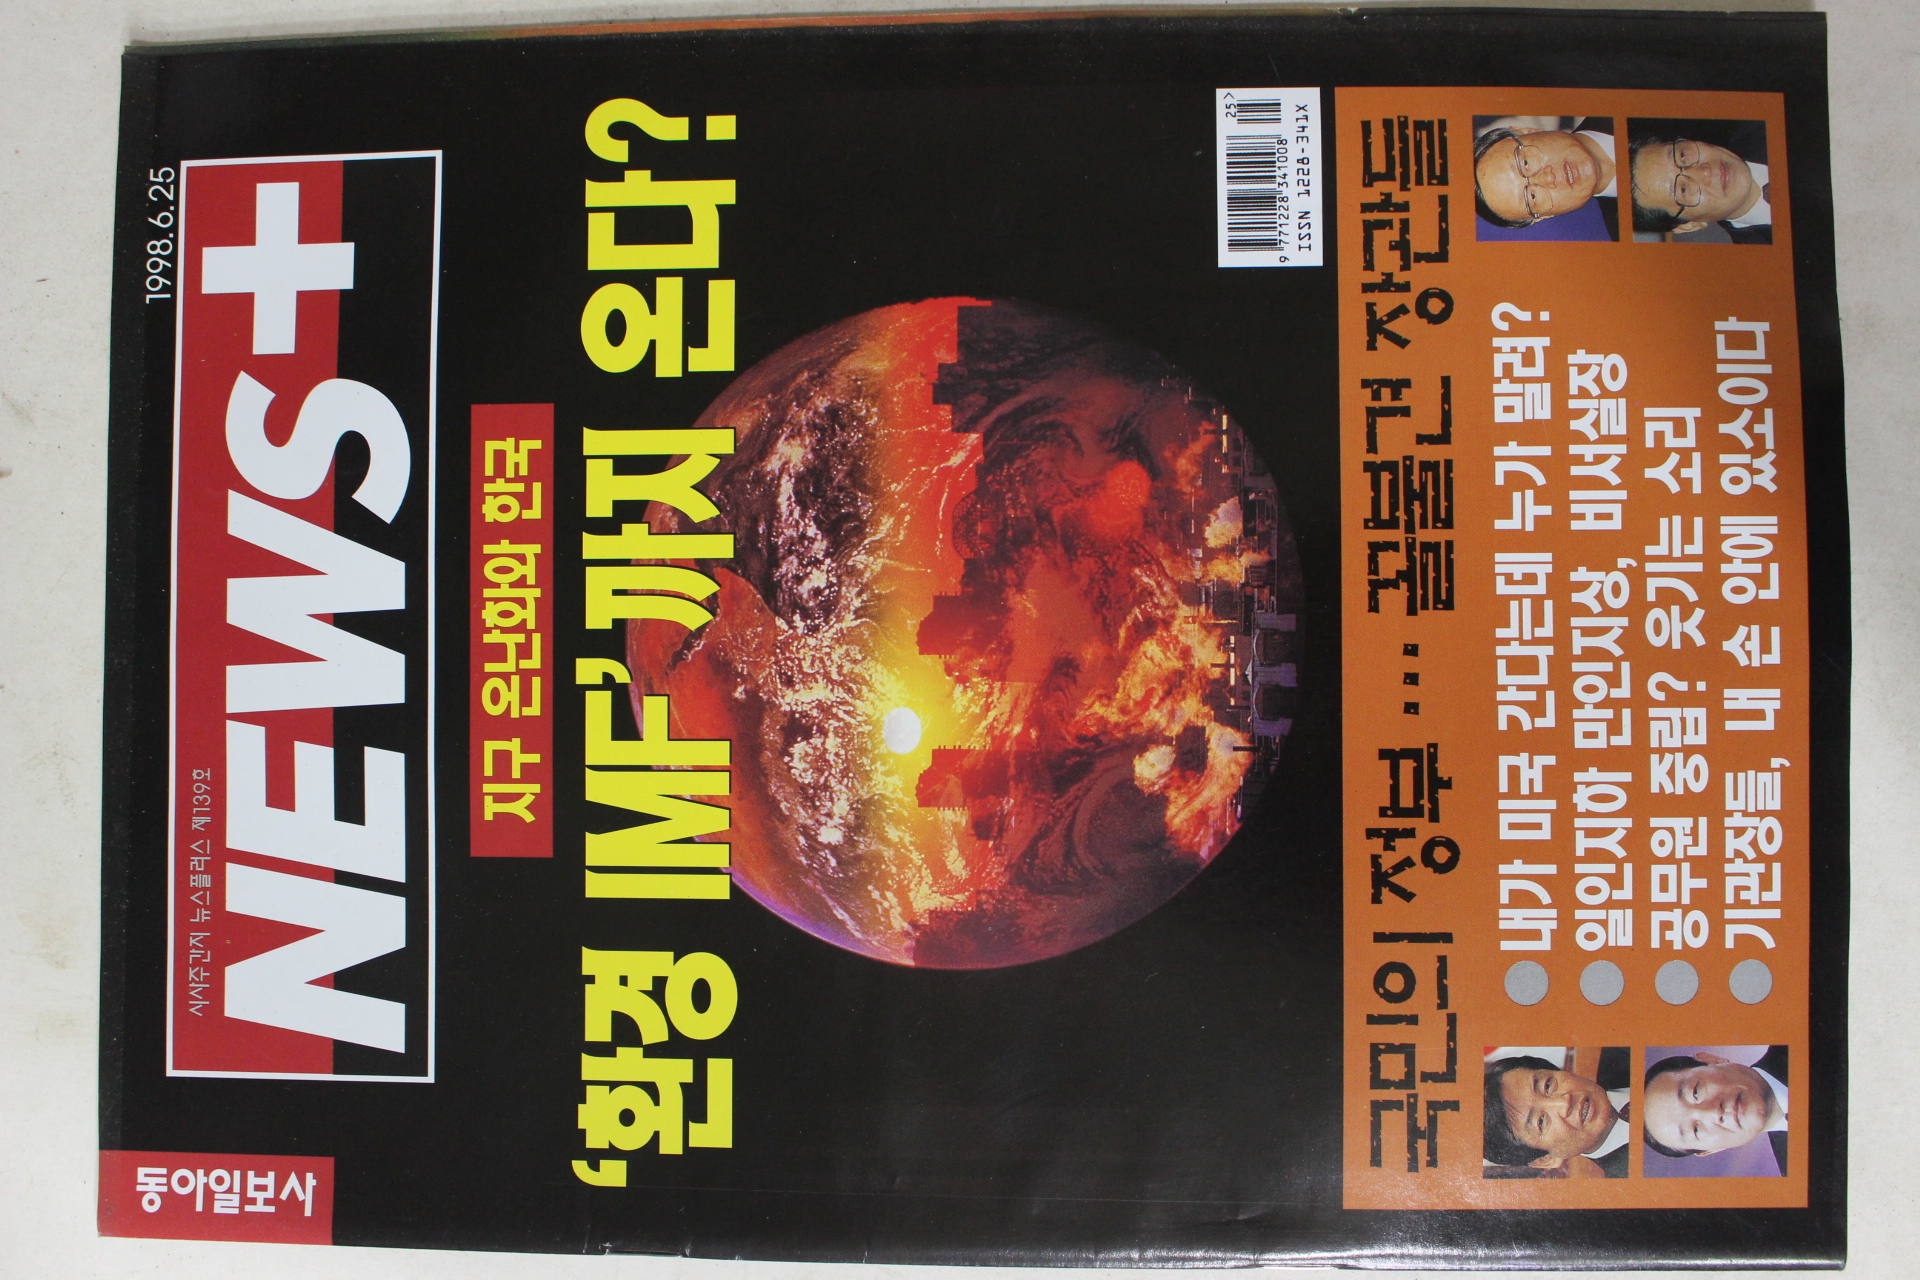 동아일보사
1998.6.25
시사주간지 뉴스플러스 제139호
NEWS+
지구 온난화와 한국
‘환경 IMF’까지 온다?
25>
9 771228 341008
ISSN 1228-341X
국민의 정부… 꼴불견 장관들
내가 미국 간다는데 누가 말려?
일인지하 만인지상, 비서실장
공무원 중립? 웃기는 소리
기관장들, 내 손 안에 있소이다